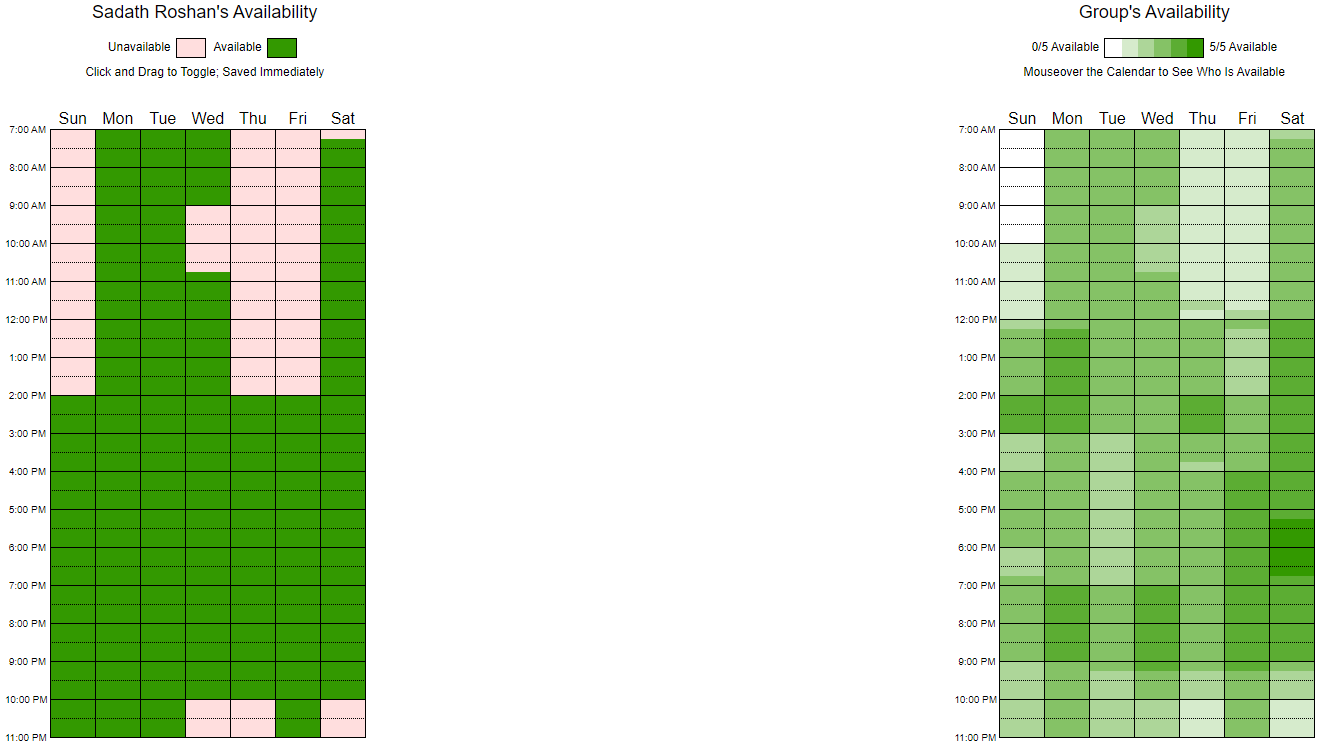 Sadath Roshan's Availability
Unavailable Available
Click and Drag to Toggle; Saved Immediately
Sun Mon Tue Wed Thu Fri Sat
7:00 AM
8:00 AM
9:00 AM
10:00 AM
11:00 AM
12:00 PM
1:00 PM
2:00 PM
3:00 PM
4:00 PM
5:00 PM
6:00 PM
7:00 PM
8:00 PM
9:00 PM
10:00 PM
11:00 PM
Group's Availability
0/5 Available 5/5 Available
Mouseover the Calendar to See Who Is Available
Sun Mon Tue Wed Thu Fri Sat
7:00 AM
8:00 AM
9:00 AM
10:00 AM
11:00 AM
12:00 PM
1:00 PM
2:00 PM
3:00 PM
4:00 PM
5:00 PM
6:00 PM
7:00 PM
8:00 PM
9:00 PM
10:00 PM
11:00 PM